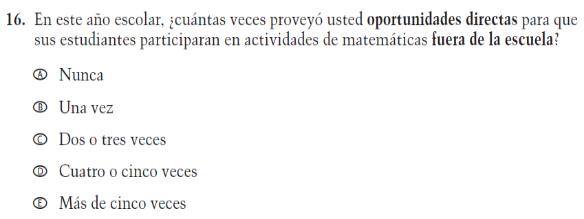 16. En este año escolar, ¿cuántas veces proveyó usted oportunidades directas para que
sus estudiantes participaran en actividades de matemáticas fuera de la escuela?
Ⓐ Nunca
Ⓑ Una vez
Ⓒ Dos o tres veces
Ⓓ Cuatro o cinco veces
Ⓔ Más de cinco veces